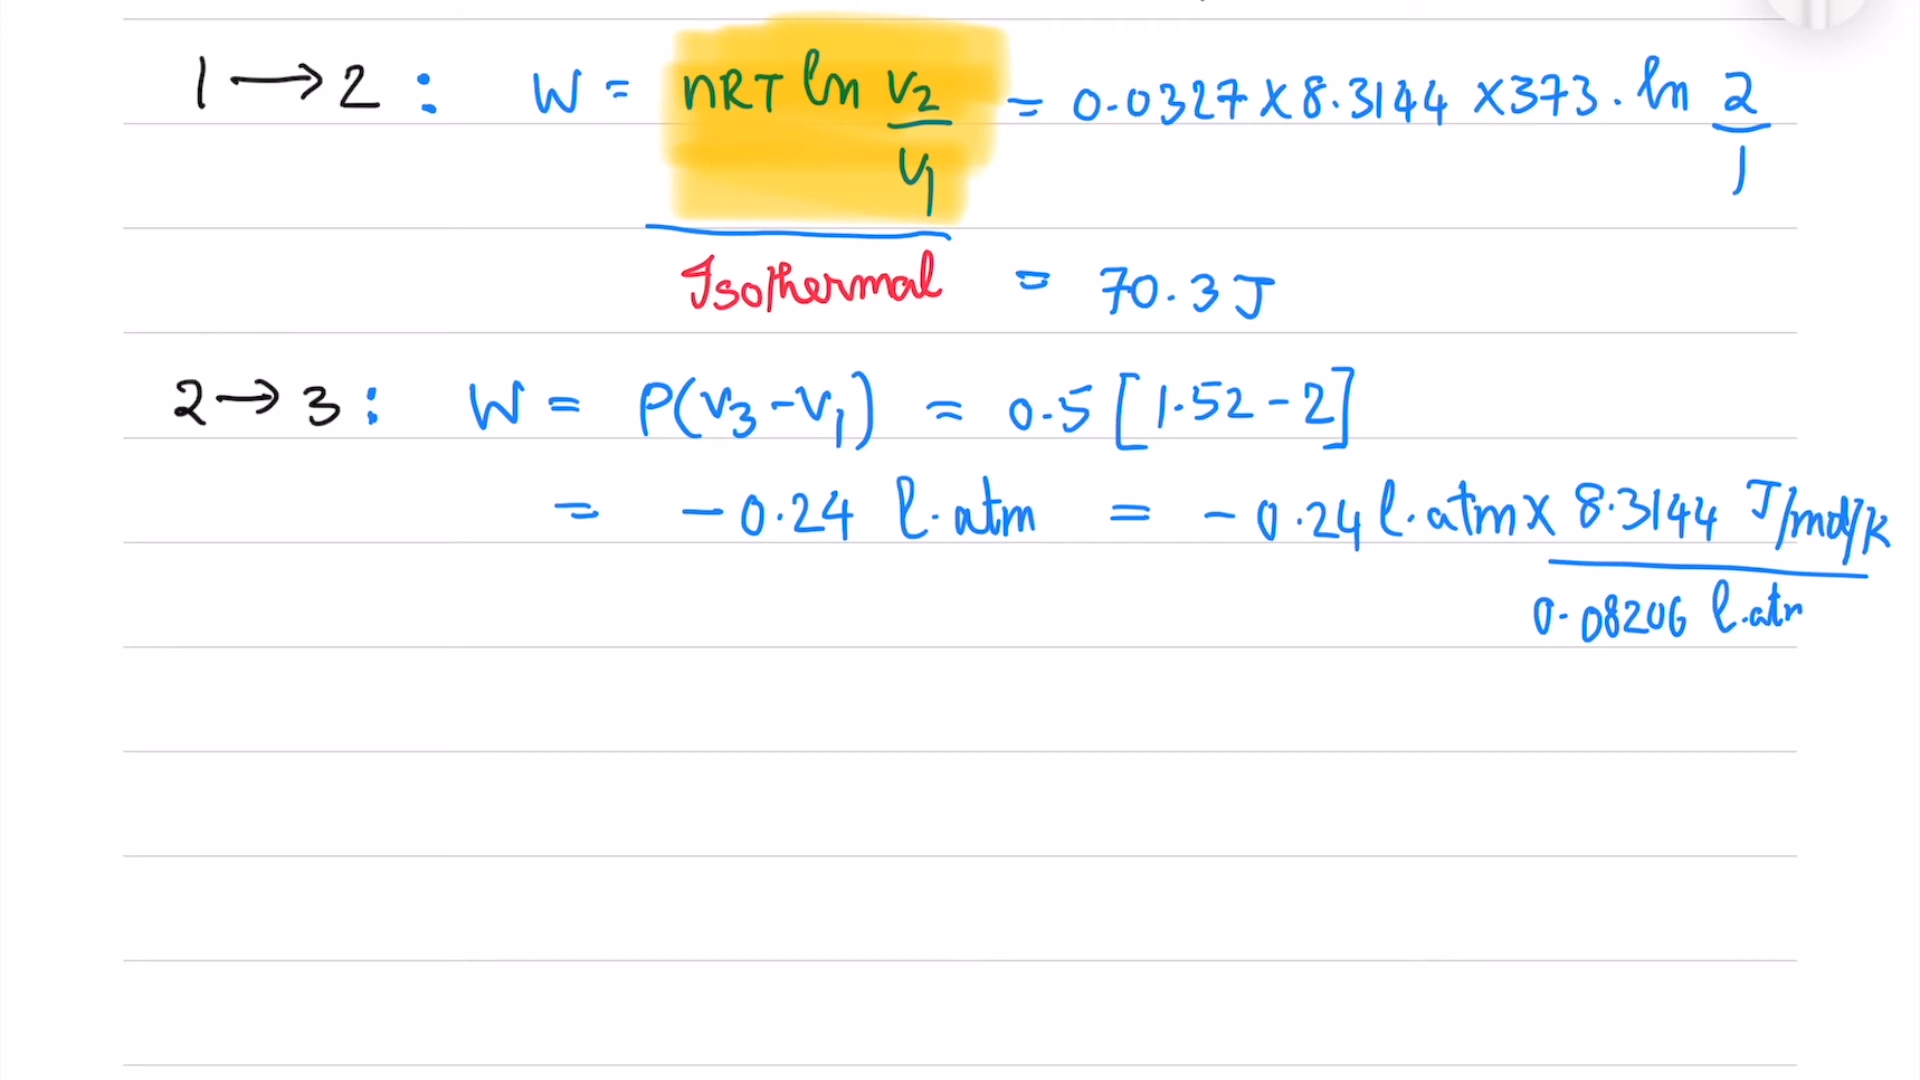 1 → 2 : W = nRT ln V2/V1 = 0.0327 × 8.3144 × 373 . ln 2/1
Isothermal = 70.3 J
2 → 3 : W = P(V3 - V1) = 0.5 [1.52 - 2]
= - 0.24 l.atm = - 0.24 l.atm × 8.3144 J/mol/K
0.08206 l.atm